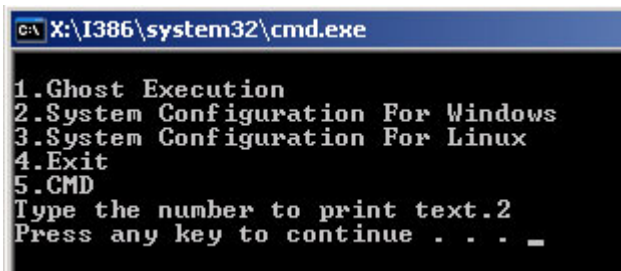 X:\I386\system32\cmd.exe
1.Ghost Execution
2.System Configuration For Windows
3.System Configuration For Linux
4.Exit
5.CMD
Type the number to print text.2
Press any key to continue . . . _